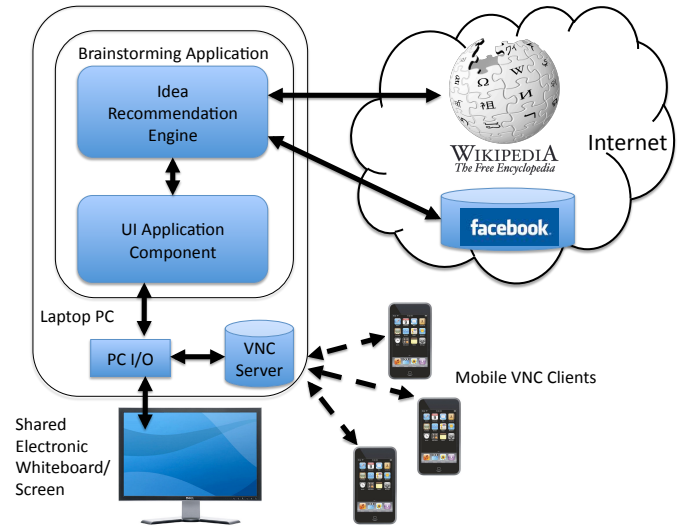 Brainstorming Application
Idea
Recommendation
Engine
UI Application
Component
Laptop PC
PC I/O
VNC
Server
Shared
Electronic
Whiteboard/
Screen
WIKIPEDIA
The Free Encyclopedia
Internet
facebook
Mobile VNC Clients